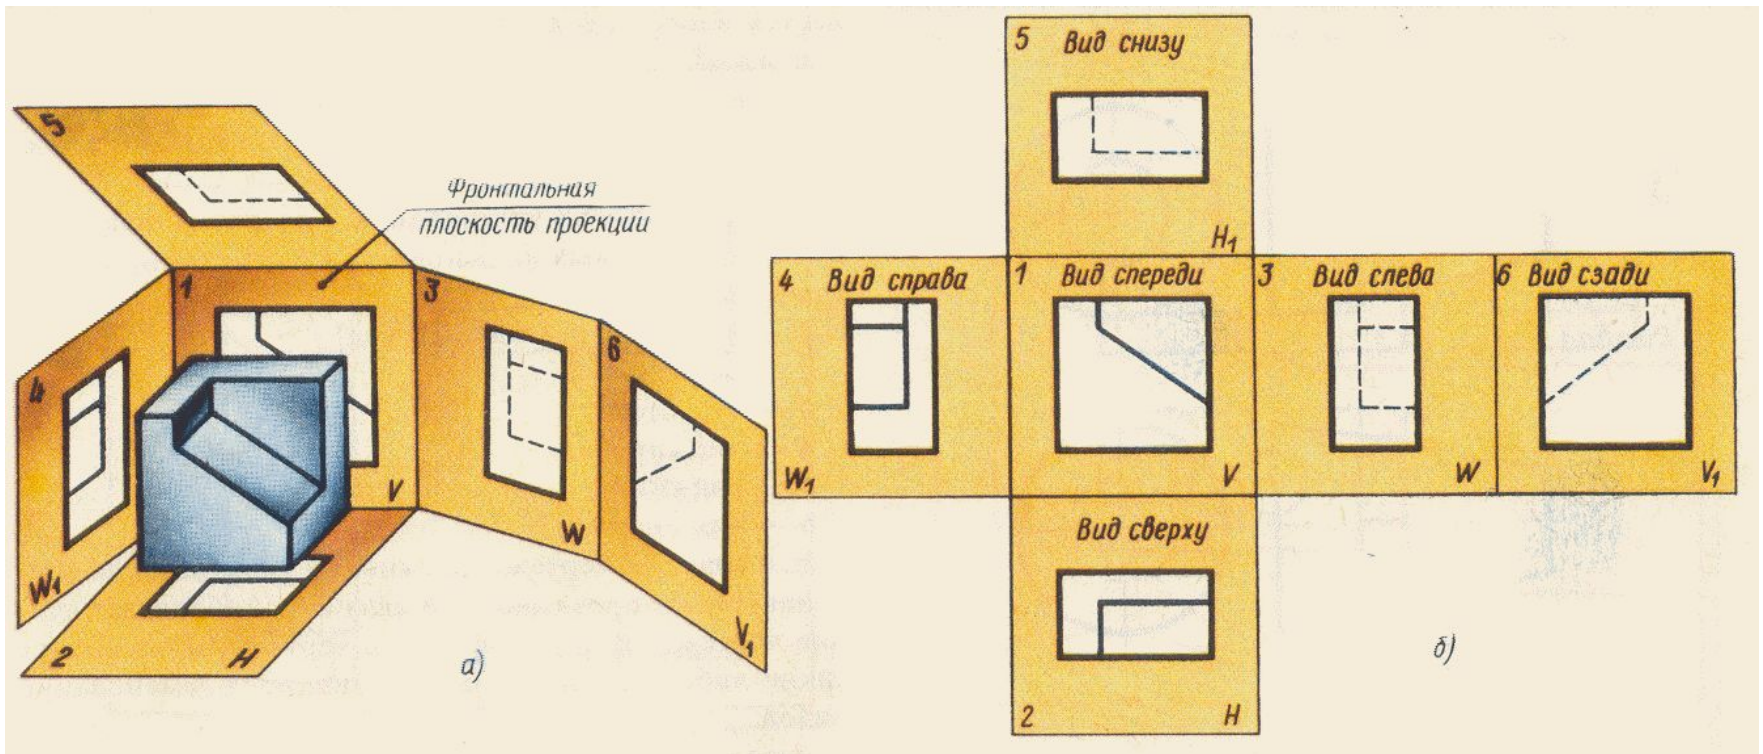 5
Фронтальная
плоскость проекции
1
3
4
6
V
W
W₁
V₁
2
H
а)
5 Вид снизу
H₁
4 Вид справа
1 Вид спереди
3 Вид слева
6 Вид сзади
W₁
V
W
V₁
Вид сверху
2
H
б)